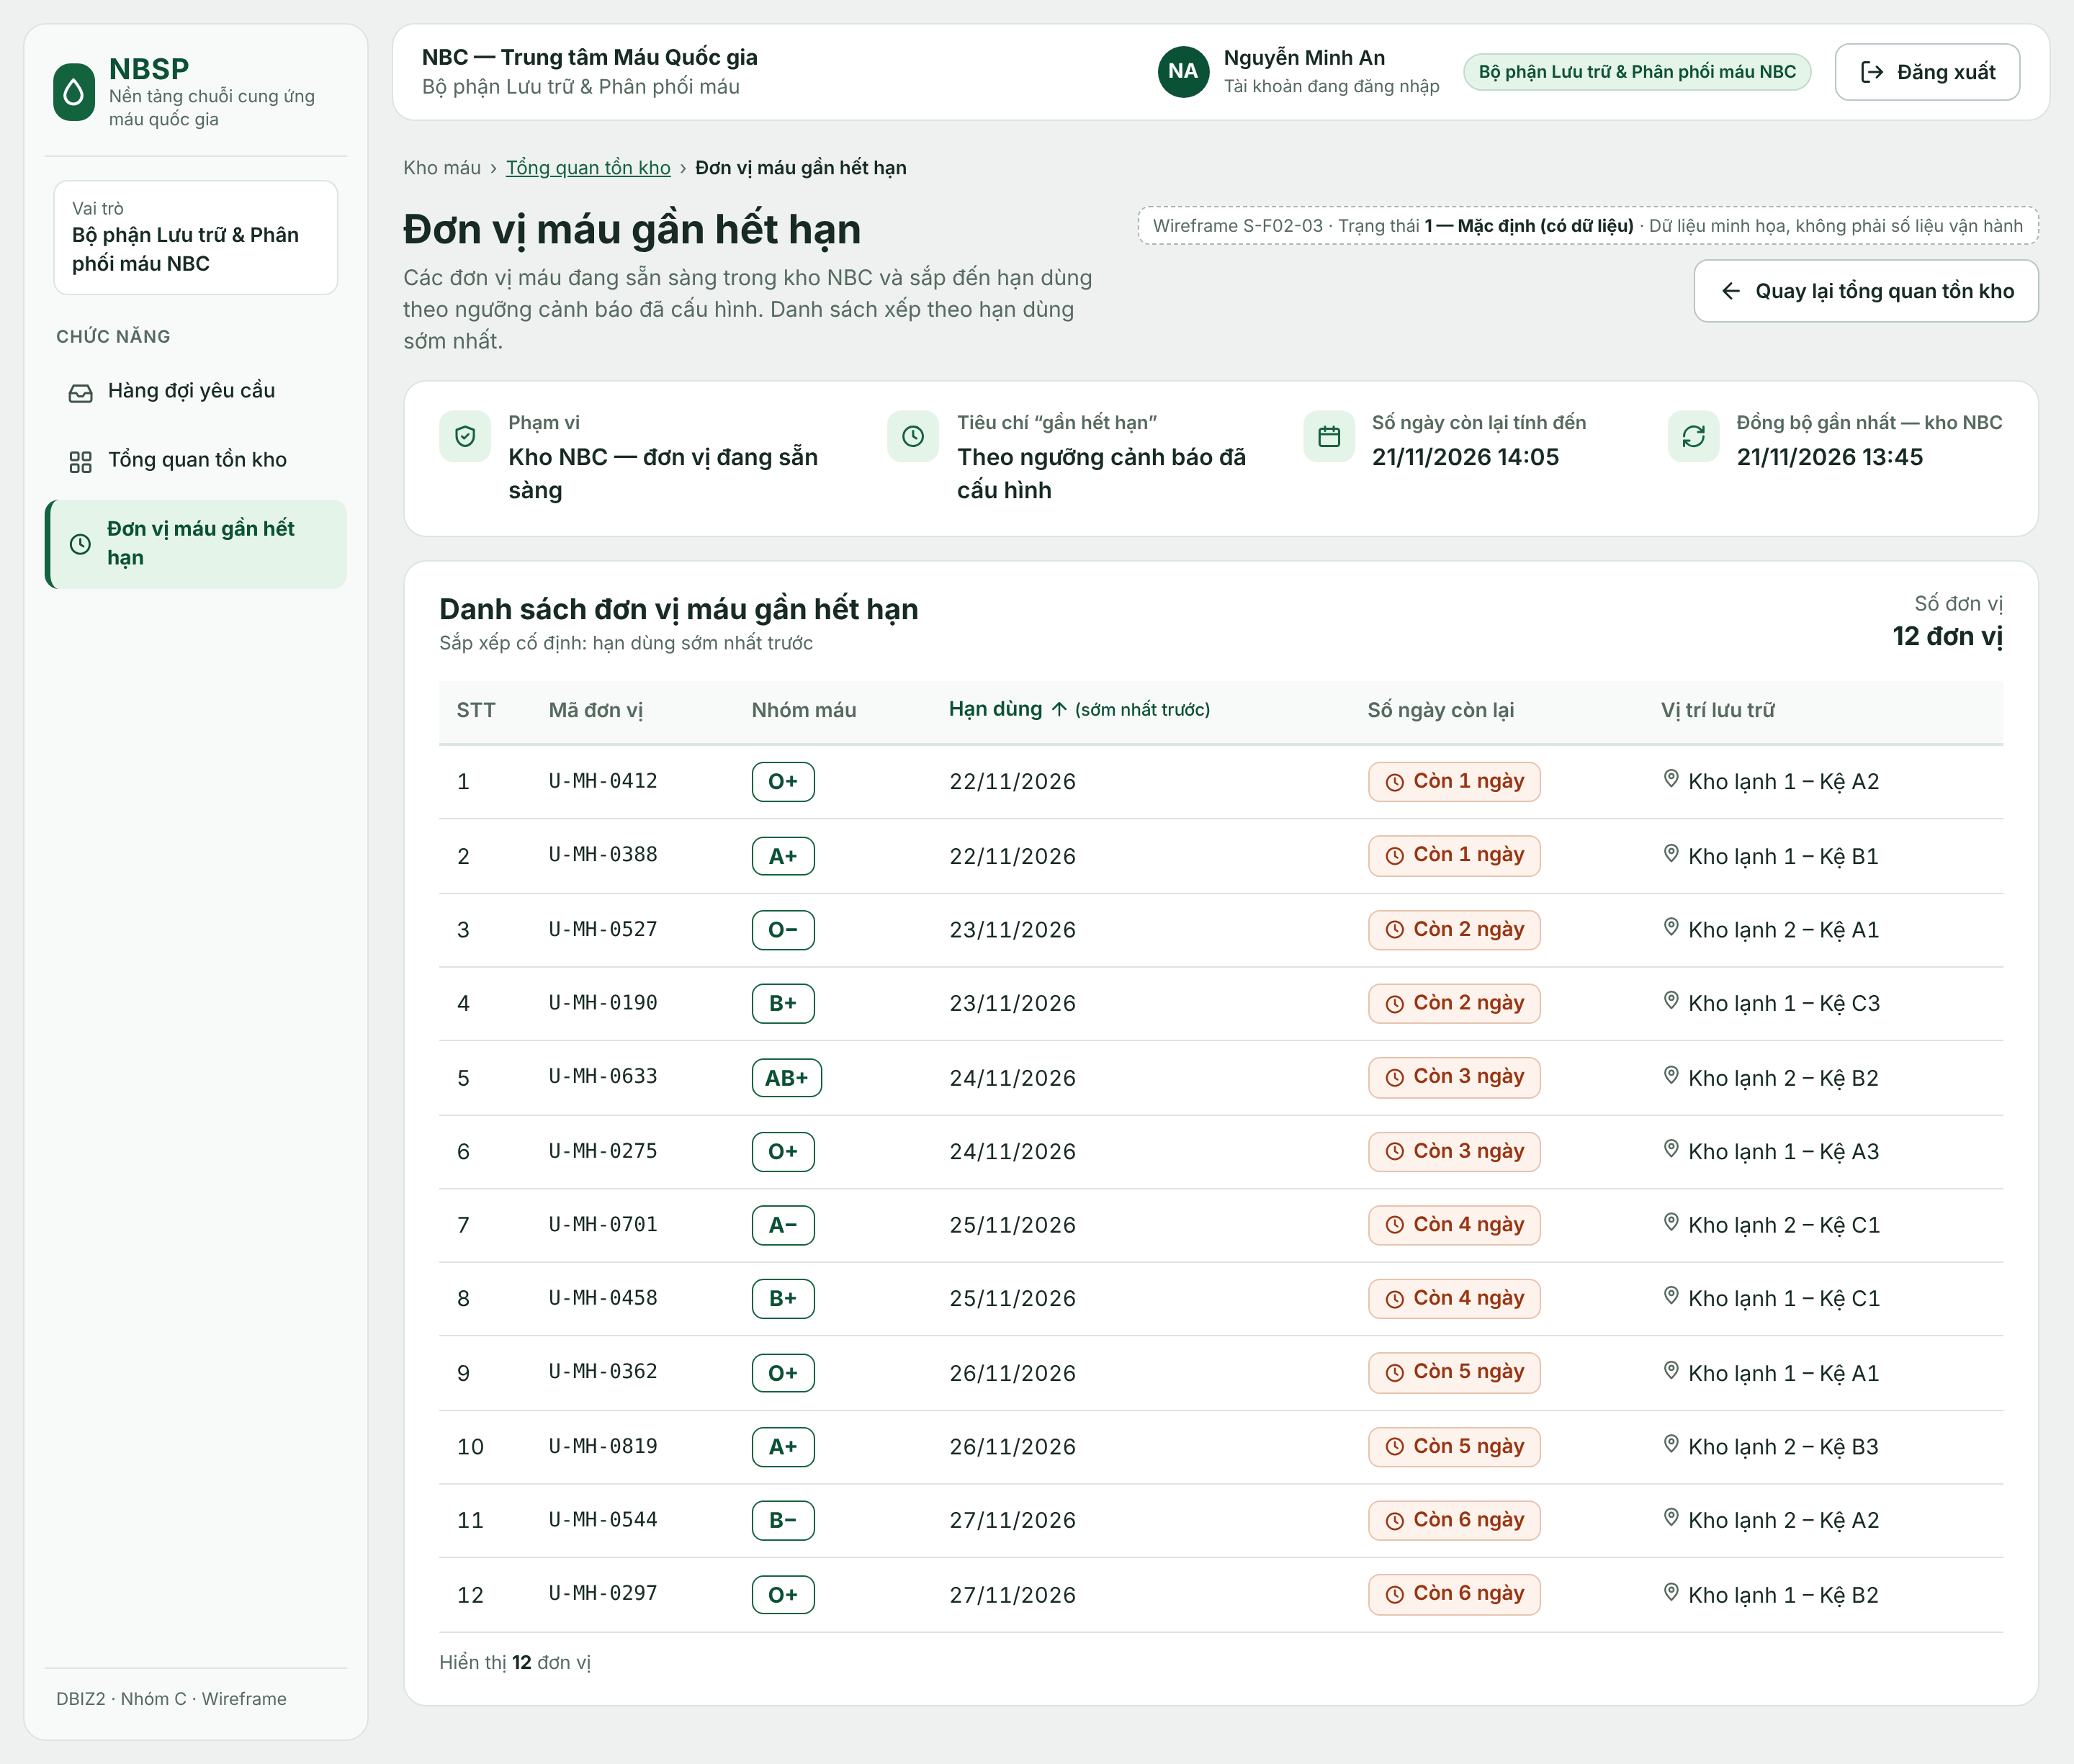 NBSP
Nền tảng chuỗi cung ứng
máu quốc gia
Vai trò
Bộ phận Lưu trữ & Phân
phối máu NBC
CHỨC NĂNG
Hàng đợi yêu cầu
Tổng quan tồn kho
Đơn vị máu gần hết
hạn
DBIZ2 · Nhóm C · Wireframe
NBC — Trung tâm Máu Quốc gia
Bộ phận Lưu trữ & Phân phối máu
NA
Nguyễn Minh An
Tài khoản đang đăng nhập
Bộ phận Lưu trữ & Phân phối máu NBC
Đăng xuất
Kho máu › Tổng quan tồn kho › Đơn vị máu gần hết hạn
Đơn vị máu gần hết hạn
Các đơn vị máu đang sẵn sàng trong kho NBC và sắp đến hạn dùng
theo ngưỡng cảnh báo đã cấu hình. Danh sách xếp theo hạn dùng
sớm nhất.
Wireframe S-F02-03 · Trạng thái 1 — Mặc định (có dữ liệu) · Dữ liệu minh họa, không phải số liệu vận hành
Quay lại tổng quan tồn kho
Phạm vi
Kho NBC — đơn vị đang sẵn
sàng
Tiêu chí “gần hết hạn”
Theo ngưỡng cảnh báo đã
cấu hình
Số ngày còn lại tính đến
21/11/2026 14:05
Đồng bộ gần nhất — kho NBC
21/11/2026 13:45
Danh sách đơn vị máu gần hết hạn
Sắp xếp cố định: hạn dùng sớm nhất trước
Số đơn vị
12 đơn vị
STT Mã đơn vị Nhóm máu Hạn dùng ↑ (sớm nhất trước) Số ngày còn lại Vị trí lưu trữ
1 U-MH-0412 O+ 22/11/2026 Còn 1 ngày Kho lạnh 1 – Kệ A2
2 U-MH-0388 A+ 22/11/2026 Còn 1 ngày Kho lạnh 1 – Kệ B1
3 U-MH-0527 O− 23/11/2026 Còn 2 ngày Kho lạnh 2 – Kệ A1
4 U-MH-0190 B+ 23/11/2026 Còn 2 ngày Kho lạnh 1 – Kệ C3
5 U-MH-0633 AB+ 24/11/2026 Còn 3 ngày Kho lạnh 2 – Kệ B2
6 U-MH-0275 O+ 24/11/2026 Còn 3 ngày Kho lạnh 1 – Kệ A3
7 U-MH-0701 A− 25/11/2026 Còn 4 ngày Kho lạnh 2 – Kệ C1
8 U-MH-0458 B+ 25/11/2026 Còn 4 ngày Kho lạnh 1 – Kệ C1
9 U-MH-0362 O+ 26/11/2026 Còn 5 ngày Kho lạnh 1 – Kệ A1
10 U-MH-0819 A+ 26/11/2026 Còn 5 ngày Kho lạnh 2 – Kệ B3
11 U-MH-0544 B− 27/11/2026 Còn 6 ngày Kho lạnh 2 – Kệ A2
12 U-MH-0297 O+ 27/11/2026 Còn 6 ngày Kho lạnh 1 – Kệ B2
Hiển thị 12 đơn vị